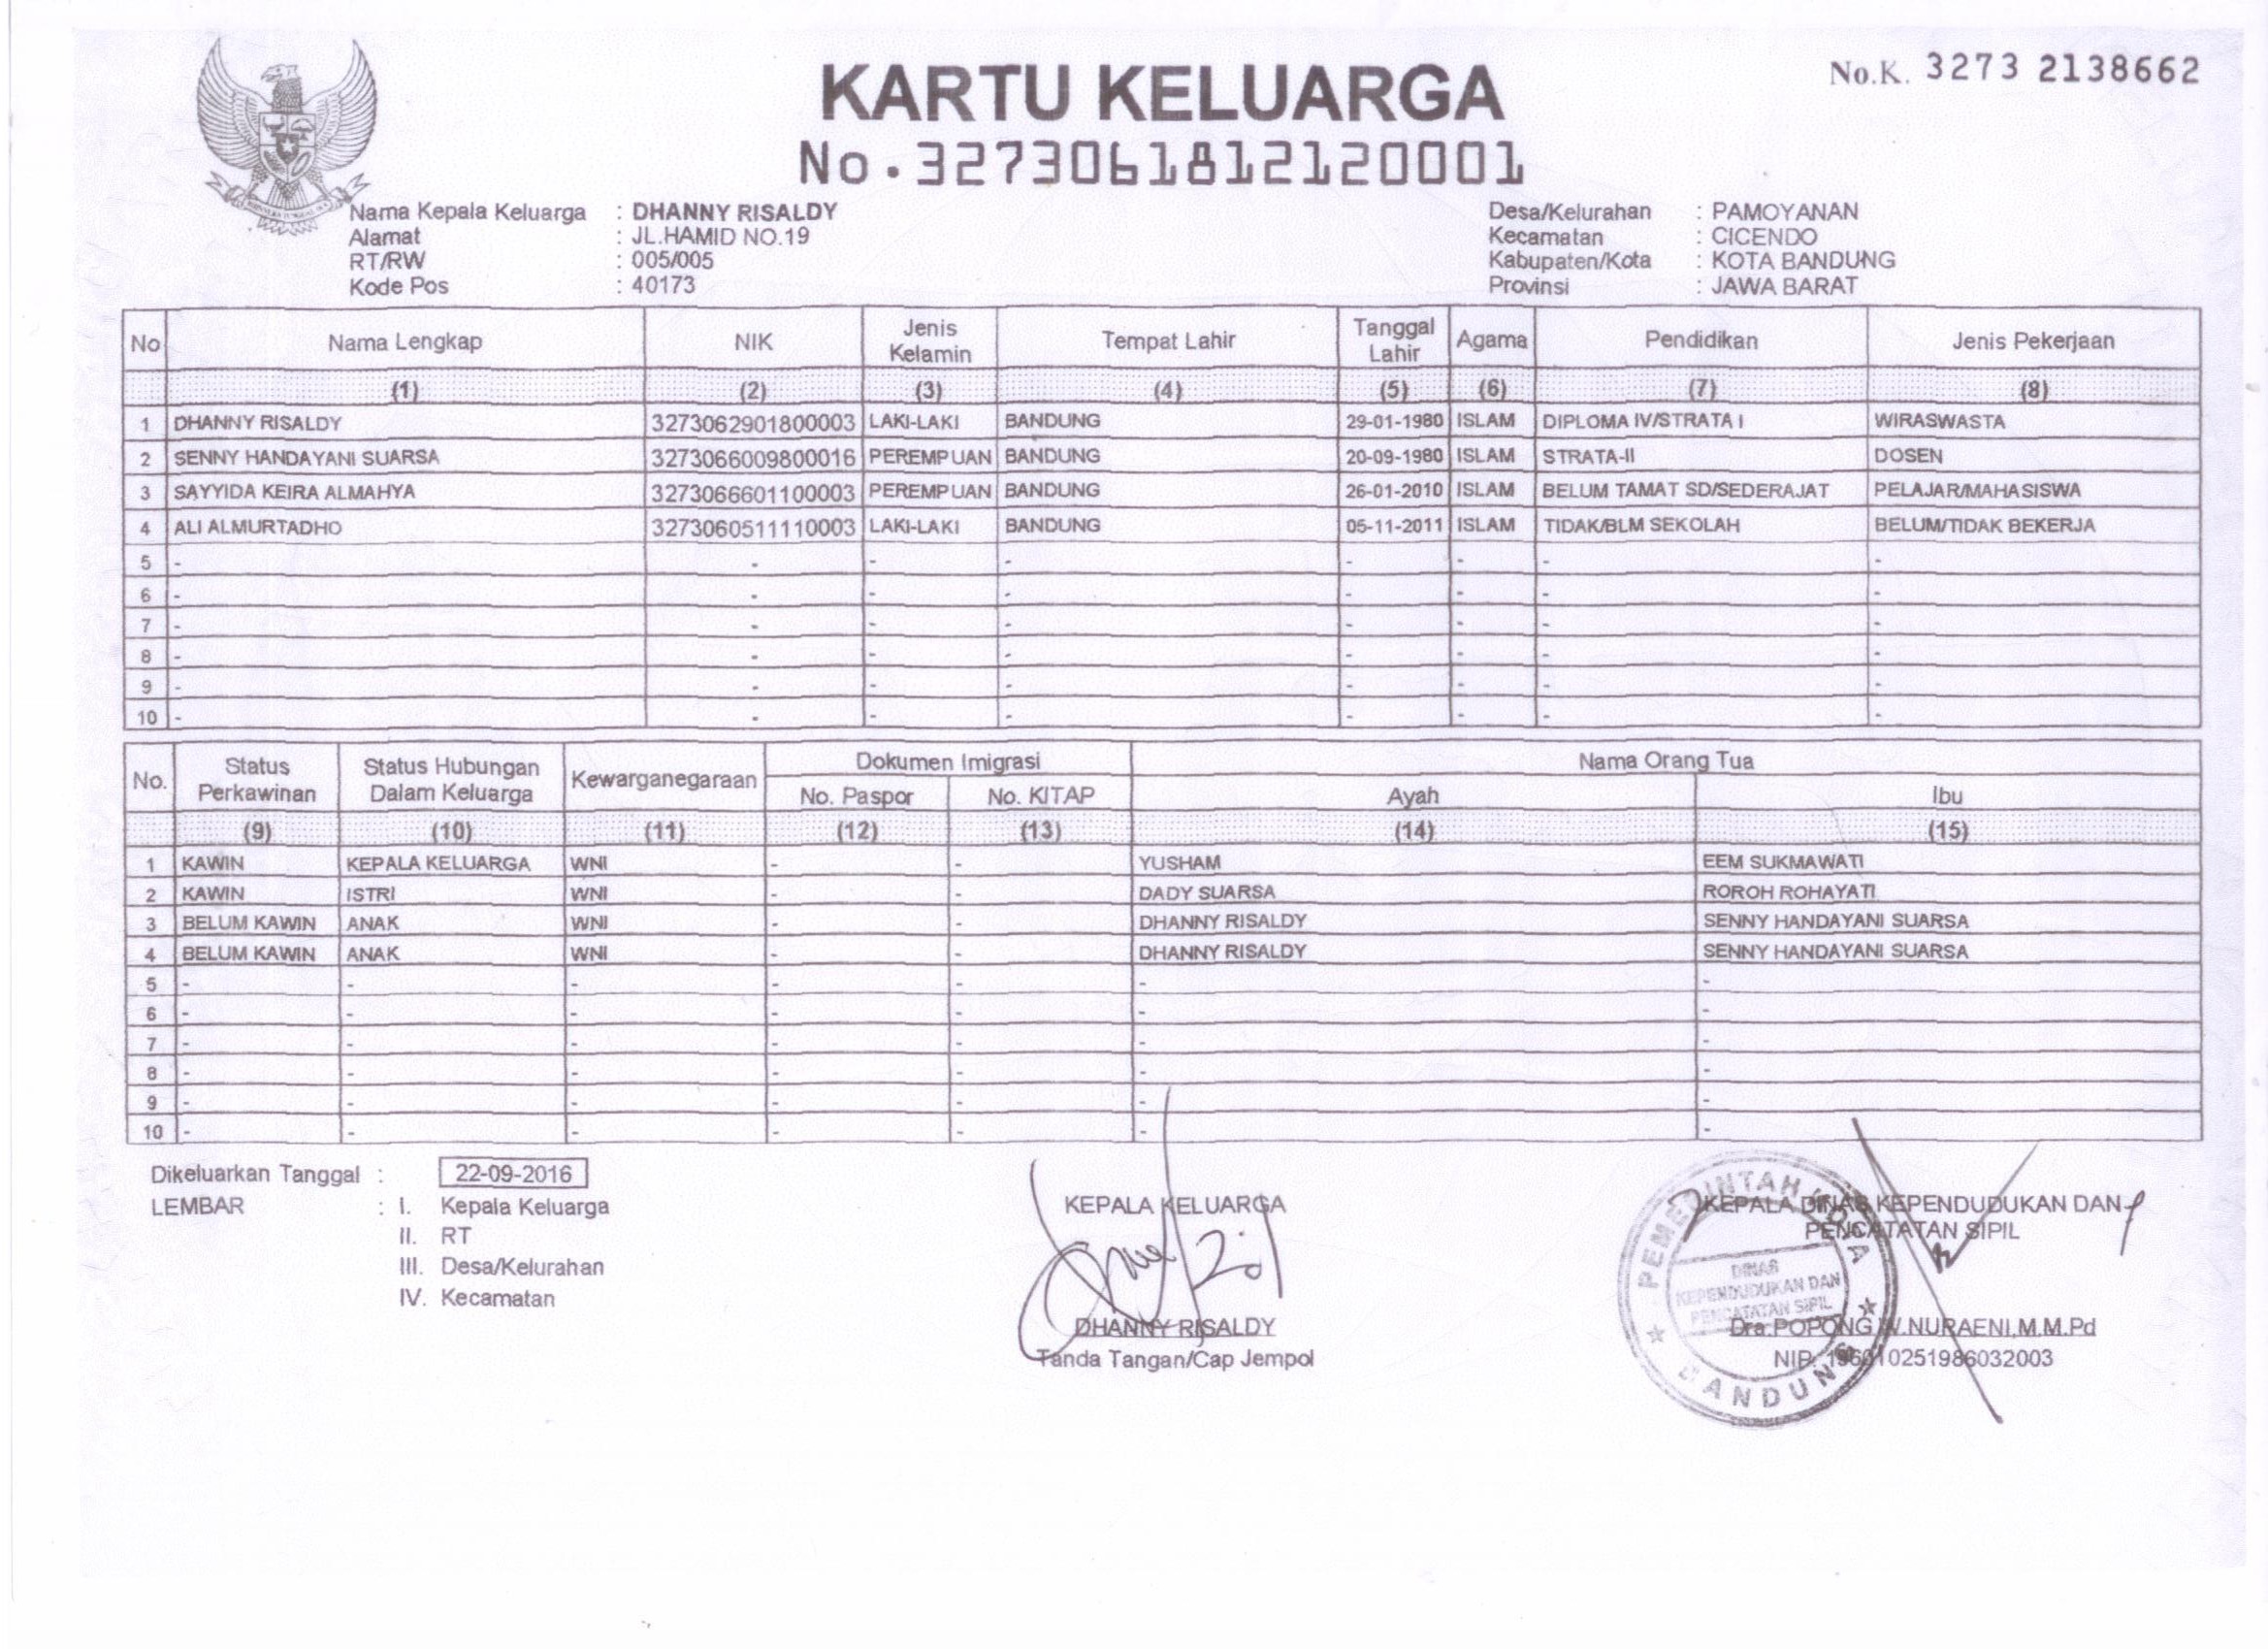 No.K. 3273 2138662
KARTU KELUARGA
No.3273061812120001
Nama Kepala Keluarga : DHANNY RISALDY
Alamat : JL.HAMID NO.19
RT/RW : 005/005
Kode Pos : 40173
Desa/Kelurahan : PAMOYANAN
Kecamatan : CICENDO
Kabupaten/Kota : KOTA BANDUNG
Provinsi : JAWA BARAT
No Nama Lengkap NIK Jenis Kelamin Tempat Lahir Tanggal Lahir Agama Pendidikan Jenis Pekerjaan
(1) (2) (3) (4) (5) (6) (7) (8)
1 DHANNY RISALDY 3273062901800003 LAKI-LAKI BANDUNG 29-01-1980 ISLAM DIPLOMA IV/STRATA I WIRASWASTA
2 SENNY HANDAYANI SUARSA 3273066009800016 PEREMPUAN BANDUNG 20-09-1980 ISLAM STRATA-II DOSEN
3 SAYYIDA KEIRA ALMAHYA 3273066601100003 PEREMPUAN BANDUNG 26-01-2010 ISLAM BELUM TAMAT SD/SEDERAJAT PELAJAR/MAHASISWA
4 ALI ALMURTADHO 3273060511110003 LAKI-LAKI BANDUNG 05-11-2011 ISLAM TIDAK/BLM SEKOLAH BELUM/TIDAK BEKERJA
5 - - - - - - - -
6 - - - - - - - -
7 - - - - - - - -
8 - - - - - - - -
9 - - - - - - - -
10 - - - - - - - -
No. Status Perkawinan Status Hubungan Dalam Keluarga Kewarganegaraan Dokumen Imigrasi Nama Orang Tua
No. Paspor No. KITAP Ayah Ibu
(9) (10) (11) (12) (13) (14) (15)
1 KAWIN KEPALA KELUARGA WNI - - YUSHAM EEM SUKMAWATI
2 KAWIN ISTRI WNI - - DADY SUARSA ROROH ROHAYATI
3 BELUM KAWIN ANAK WNI - - DHANNY RISALDY SENNY HANDAYANI SUARSA
4 BELUM KAWIN ANAK WNI - - DHANNY RISALDY SENNY HANDAYANI SUARSA
5 - - - - - - -
6 - - - - - - -
7 - - - - - - -
8 - - - - - - -
9 - - - - - - -
10 - - - - - - -
Dikeluarkan Tanggal : 22-09-2016
LEMBAR : I. Kepala Keluarga
II. RT
III. Desa/Kelurahan
IV. Kecamatan
KEPALA KELUARGA
DHANNY RISALDY
Tanda Tangan/Cap Jempol
KEPALA DINAS KEPENDUDUKAN DAN
PENCATATAN SIPIL
PEMERINTAH KOTA
DINAS
KEPENDUDUKAN DAN
PENCATATAN SIPIL
BANDUNG
Dra.POPONG W.NURAENI,M.M.Pd
NIP. 196010251986032003